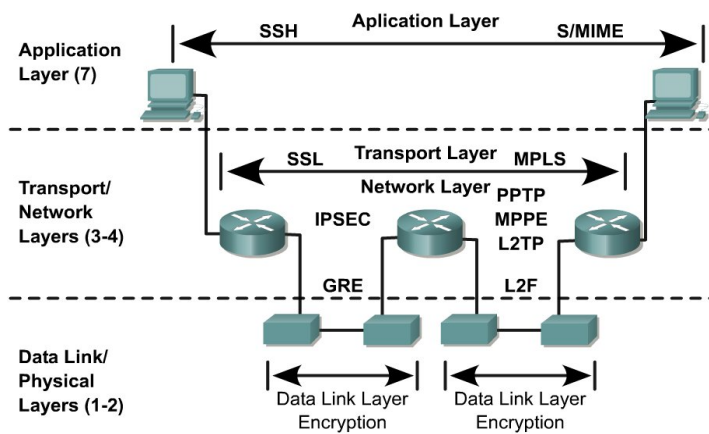 Aplication Layer
SSH
S/MIME
Application
Layer (7)
SSL
Transport Layer
MPLS
Network Layer
Transport/
Network
Layers (3-4)
IPSEC
PPTP
MPPE
L2TP
GRE
L2F
Data Link/
Physical
Layers (1-2)
Data Link Layer
Encryption
Data Link Layer
Encryption